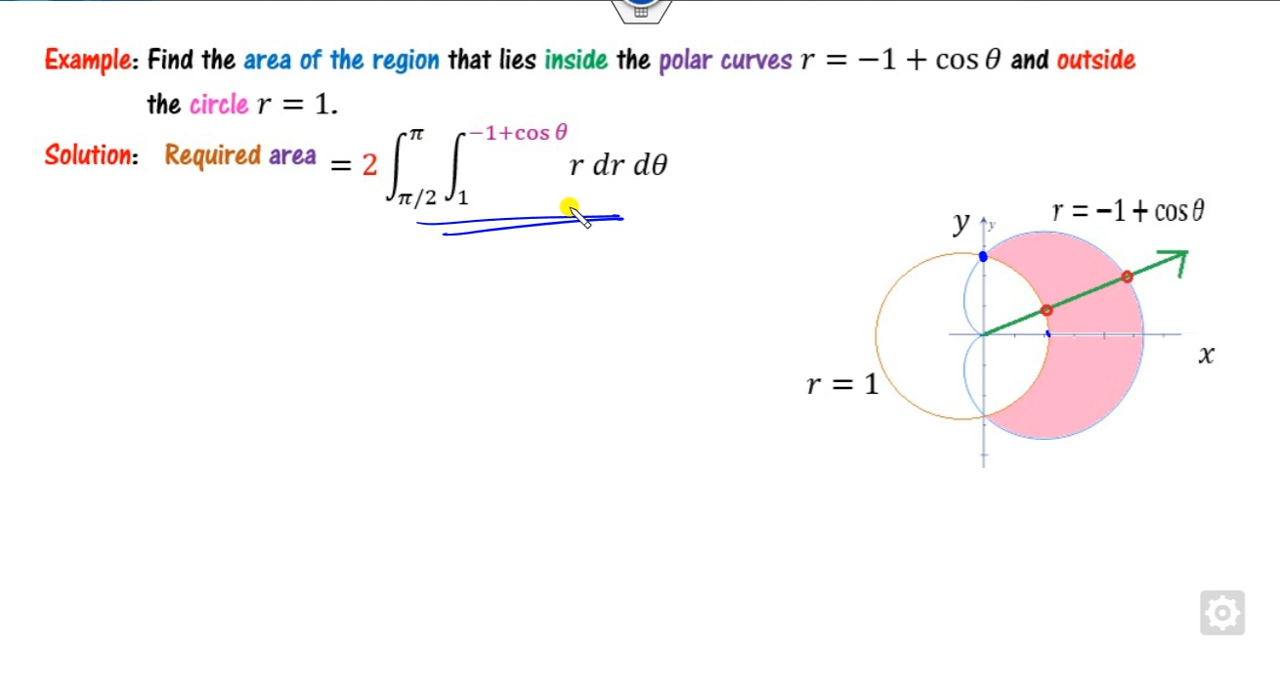 Example: Find the area of the region that lies inside the polar curves r = −1 + cos θ and outside
the circle r = 1.
Solution: Required area = 2 ∫_{π/2}^{π} ∫_{1}^{−1+cos θ} r dr dθ
r = −1 + cos θ
y
y
x
r = 1